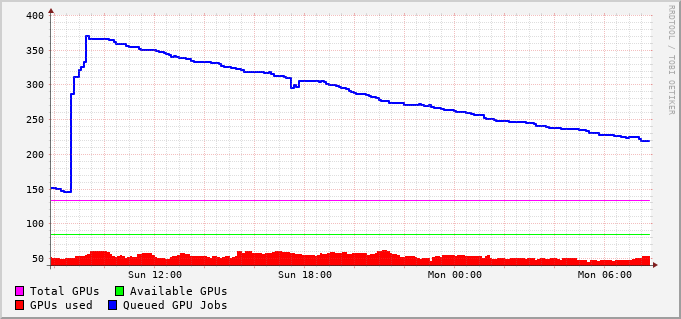 400
350
300
250
200
150
100
50
Sun 12:00 Sun 18:00 Mon 00:00 Mon 06:00
Total GPUs Available GPUs
GPUs used Queued GPU Jobs
RRDTOOL / TOBI OETIKER